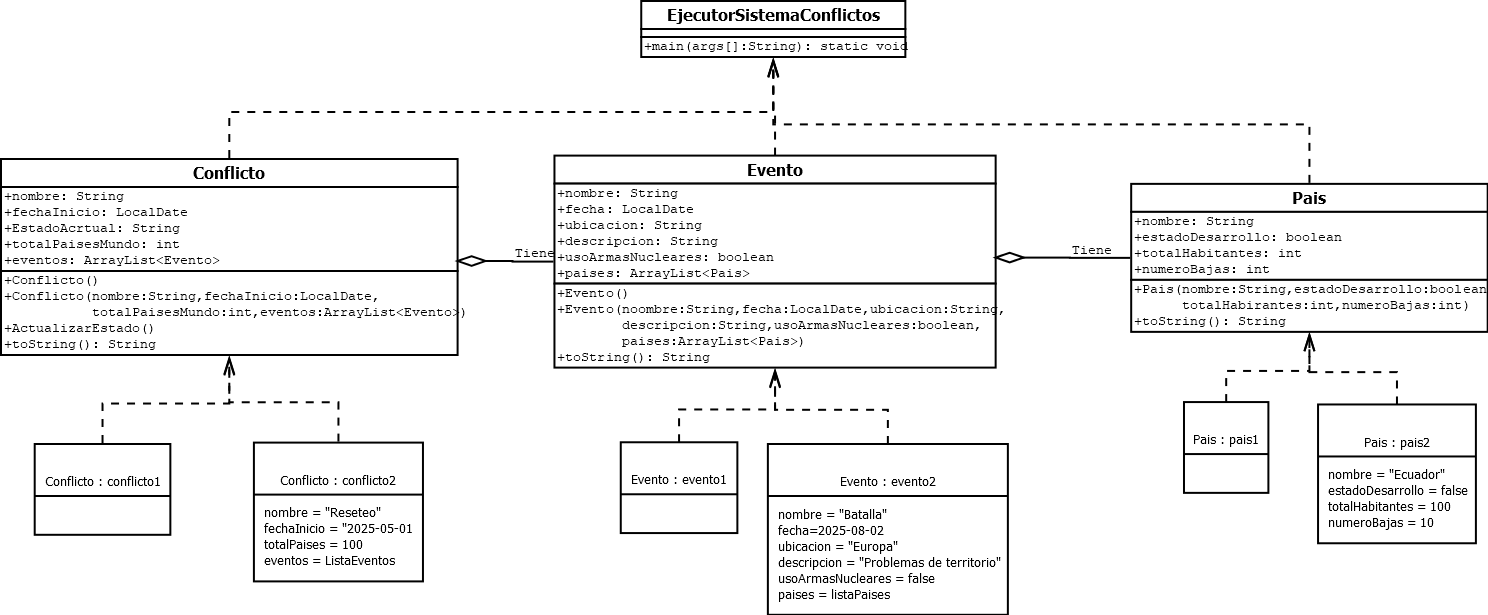 EjecutorSistemaConflictos
+main(args[]:String): static void
Conflicto
+nombre: String
+fechaInicio: LocalDate
+EstadoAcrtual: String
+totalPaisesMundo: int
+eventos: ArrayList<Evento>
+Conflicto()
+Conflicto(nombre:String,fechaInicio:LocalDate,
totalPaisesMundo:int,eventos:ArrayList<Evento>)
+ActualizarEstado()
+toString(): String
Tiene
Evento
+nombre: String
+fecha: LocalDate
+ubicacion: String
+descripcion: String
+usoArmasNucleares: boolean
+paises: ArrayList<Pais>
+Evento()
+Evento(noombre:String,fecha:LocalDate,ubicacion:String,
descripcion:String,usoArmasNucleares:boolean,
paises:ArrayList<Pais>)
+toString(): String
Tiene
Pais
+nombre: String
+estadoDesarrollo: boolean
+totalHabitantes: int
+numeroBajas: int
+Pais(nombre:String,estadoDesarrollo:boolean
totalHabirantes:int,numeroBajas:int)
+toString(): String
Conflicto : conflicto1
Conflicto : conflicto2
nombre = "Reseteo"
fechaInicio = "2025-05-01
totalPaises = 100
eventos = ListaEventos
Evento : evento1
Evento : evento2
nombre = "Batalla"
fecha=2025-08-02
ubicacion = "Europa"
descripcion = "Problemas de territorio"
usoArmasNucleares = false
paises = listaPaises
Pais : pais1
Pais : pais2
nombre = "Ecuador"
estadoDesarrollo = false
totalHabitantes = 100
numeroBajas = 10